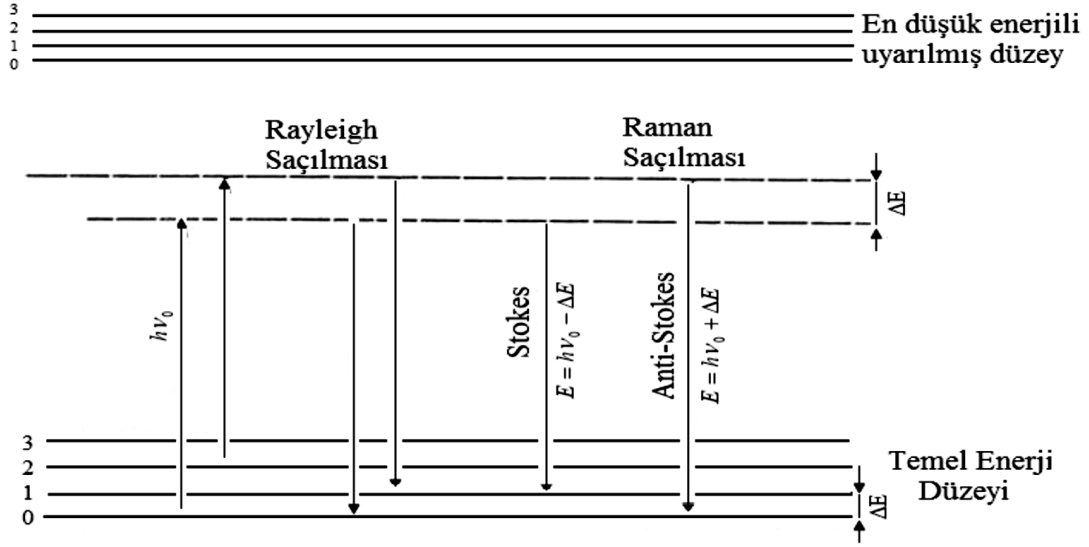 3
2
1
0
En düşük enerjili
uyarılmış düzey
Rayleigh
Saçılması
Raman
Saçılması
ΔE
hν₀
Stokes
E = hν₀ − ΔE
Anti-Stokes
E = hν₀ + ΔE
3
2
1
0
Temel Enerji
Düzeyi
ΔE